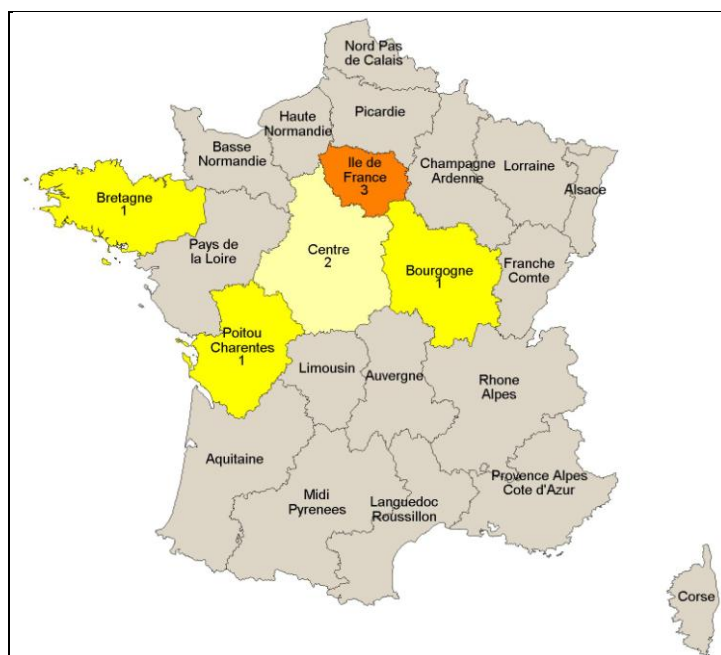 Nord Pas
de Calais
Haute
Normandie
Picardie
Basse
Normandie
Ile de
France
3
Champagne
Ardenne
Lorraine
Alsace
Bretagne
1
Pays de
la Loire
Centre
2
Bourgogne
1
Franche
Comte
Poitou
Charentes
1
Limousin
Auvergne
Rhone
Alpes
Aquitaine
Midi
Pyrenees
Languedoc
Roussillon
Provence Alpes
Cote d'Azur
Corse